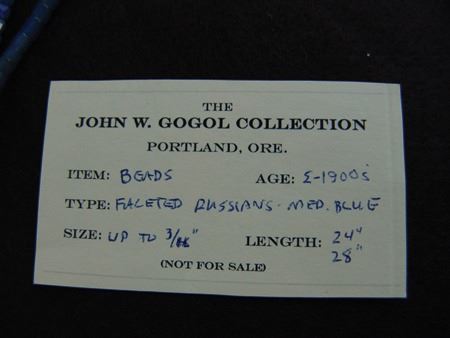 THE
JOHN W. GOGOL COLLECTION
PORTLAND, ORE.
ITEM: BEADS AGE: E-1900s
TYPE: FACETED RUSSIANS - MED. BLUE
SIZE: UP TO 3/16" LENGTH: 24"
28"
(NOT FOR SALE)